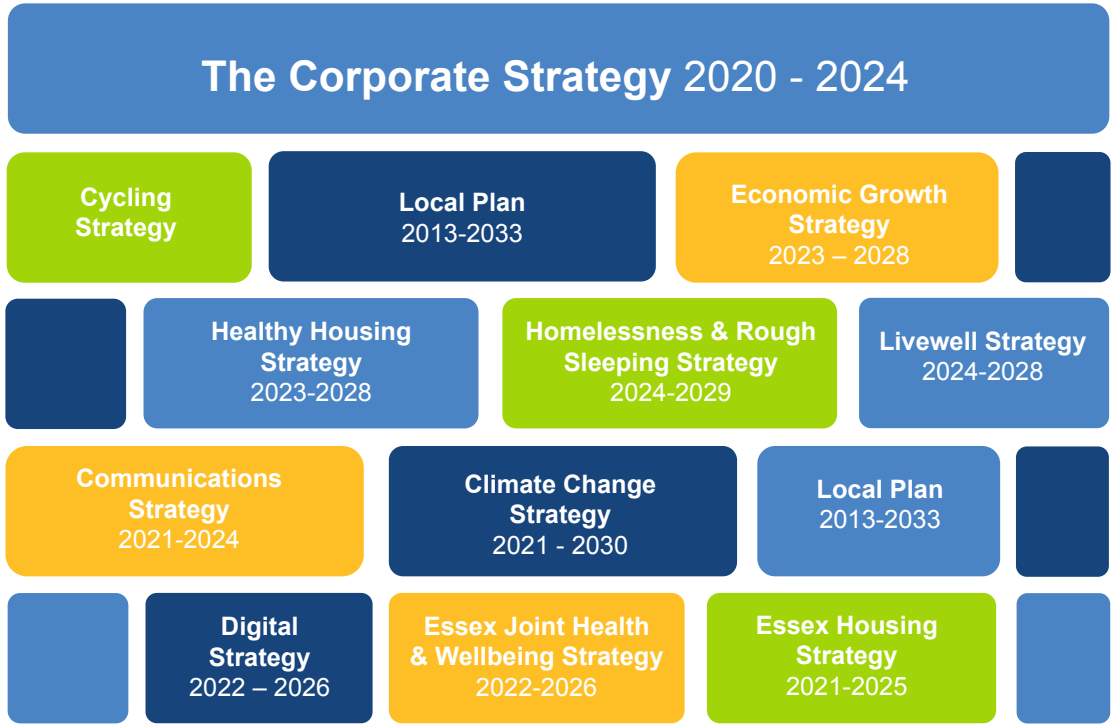 The Corporate Strategy 2020 - 2024
Cycling
Strategy
Local Plan
2013-2033
Economic Growth
Strategy
2023 – 2028
Healthy Housing
Strategy
2023-2028
Homelessness & Rough
Sleeping Strategy
2024-2029
Livewell Strategy
2024-2028
Communications
Strategy
2021-2024
Climate Change
Strategy
2021 - 2030
Local Plan
2013-2033
Digital
Strategy
2022 – 2026
Essex Joint Health
& Wellbeing Strategy
2022-2026
Essex Housing
Strategy
2021-2025